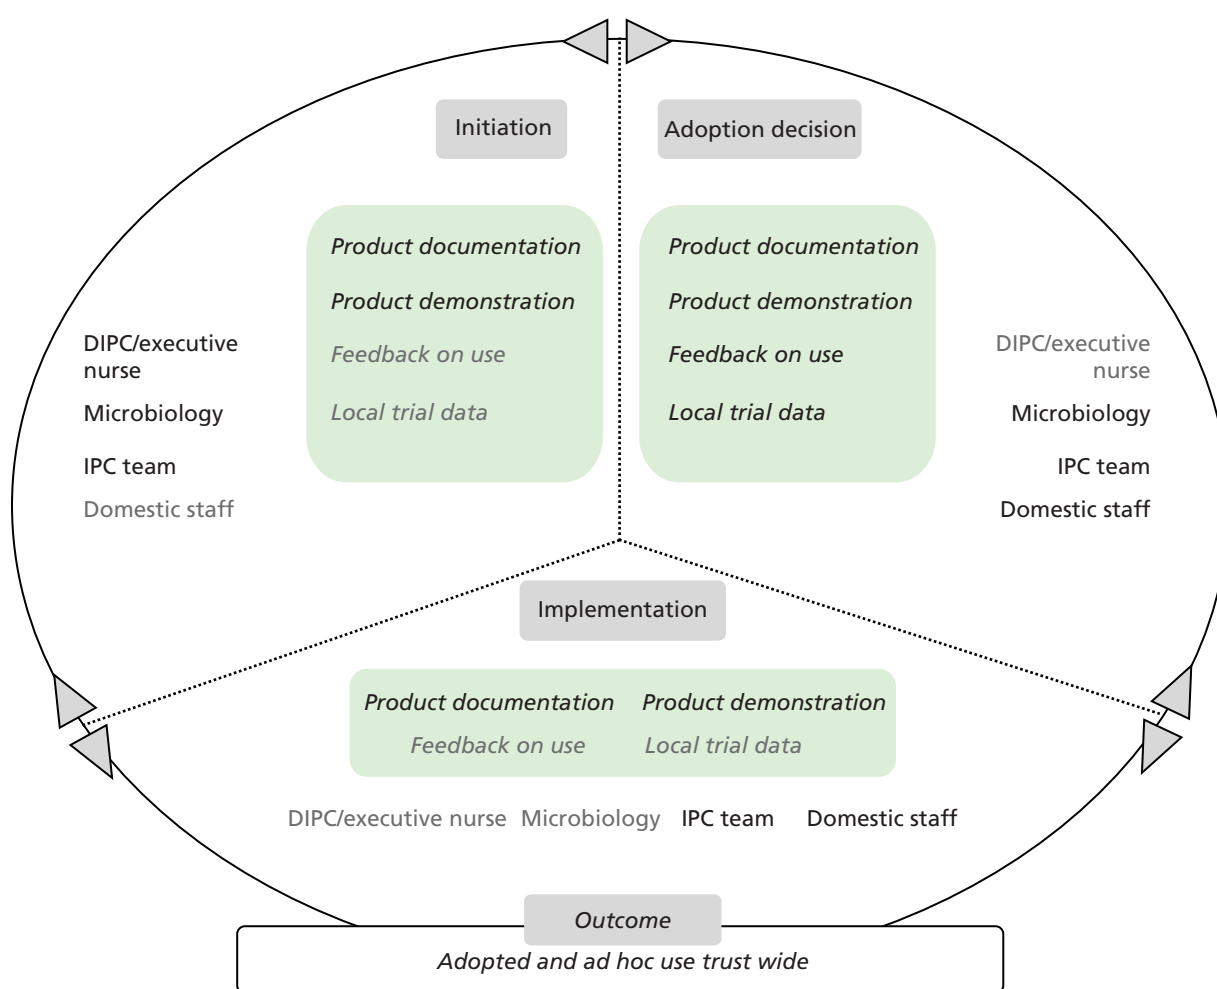 Initiation
Adoption decision
Product documentation
Product demonstration
Feedback on use
Local trial data
Product documentation
Product demonstration
Feedback on use
Local trial data
DIPC/executive
nurse
Microbiology
IPC team
Domestic staff
DIPC/executive
nurse
Microbiology
IPC team
Domestic staff
Implementation
Product documentation Product demonstration
Feedback on use Local trial data
DIPC/executive nurse Microbiology IPC team Domestic staff
Outcome
Adopted and ad hoc use trust wide